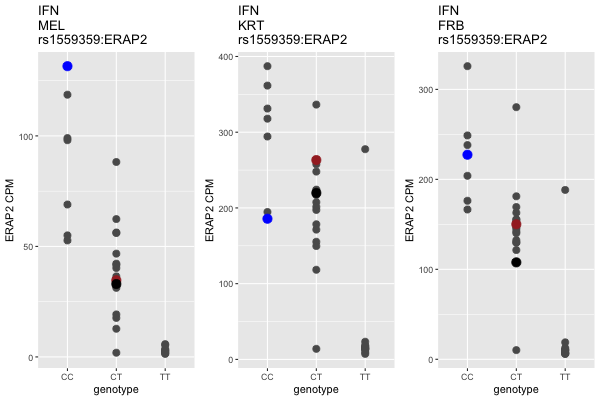 IFN
MEL
rs1559359:ERAP2
ERAP2 CPM
100
50
0
CC CT TT
genotype
IFN
KRT
rs1559359:ERAP2
ERAP2 CPM
400
300
200
100
0
CC CT TT
genotype
IFN
FRB
rs1559359:ERAP2
ERAP2 CPM
300
200
100
0
CC CT TT
genotype